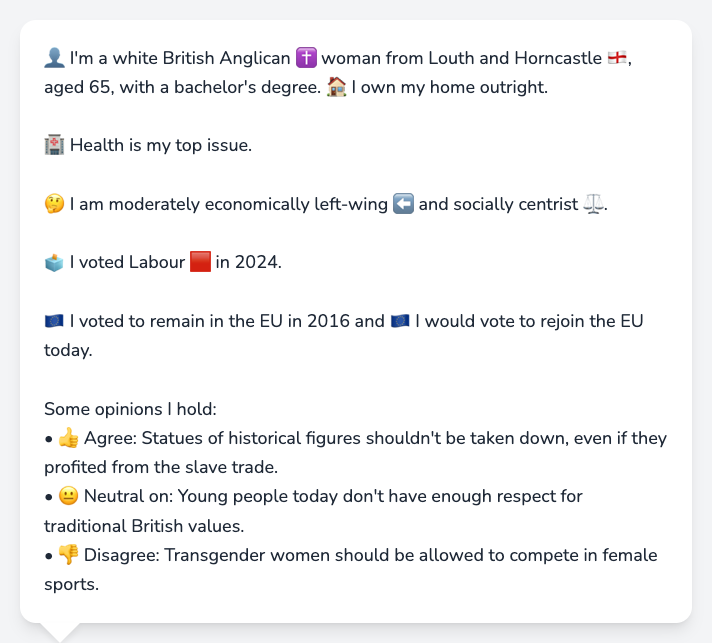 👤 I'm a white British Anglican ✝️ woman from Louth and Horncastle 🏴󠁧󠁢󠁥󠁮󠁧󠁿,
aged 65, with a bachelor's degree. 🏠 I own my home outright.
🏥 Health is my top issue.
🤔 I am moderately economically left-wing ⬅️ and socially centrist ⚖️.
🗳️ I voted Labour 🟥 in 2024.
🇪🇺 I voted to remain in the EU in 2016 and 🇪🇺 I would vote to rejoin the EU
today.
Some opinions I hold:
• 👍 Agree: Statues of historical figures shouldn't be taken down, even if they
profited from the slave trade.
• 😐 Neutral on: Young people today don't have enough respect for
traditional British values.
• 👎 Disagree: Transgender women should be allowed to compete in female
sports.